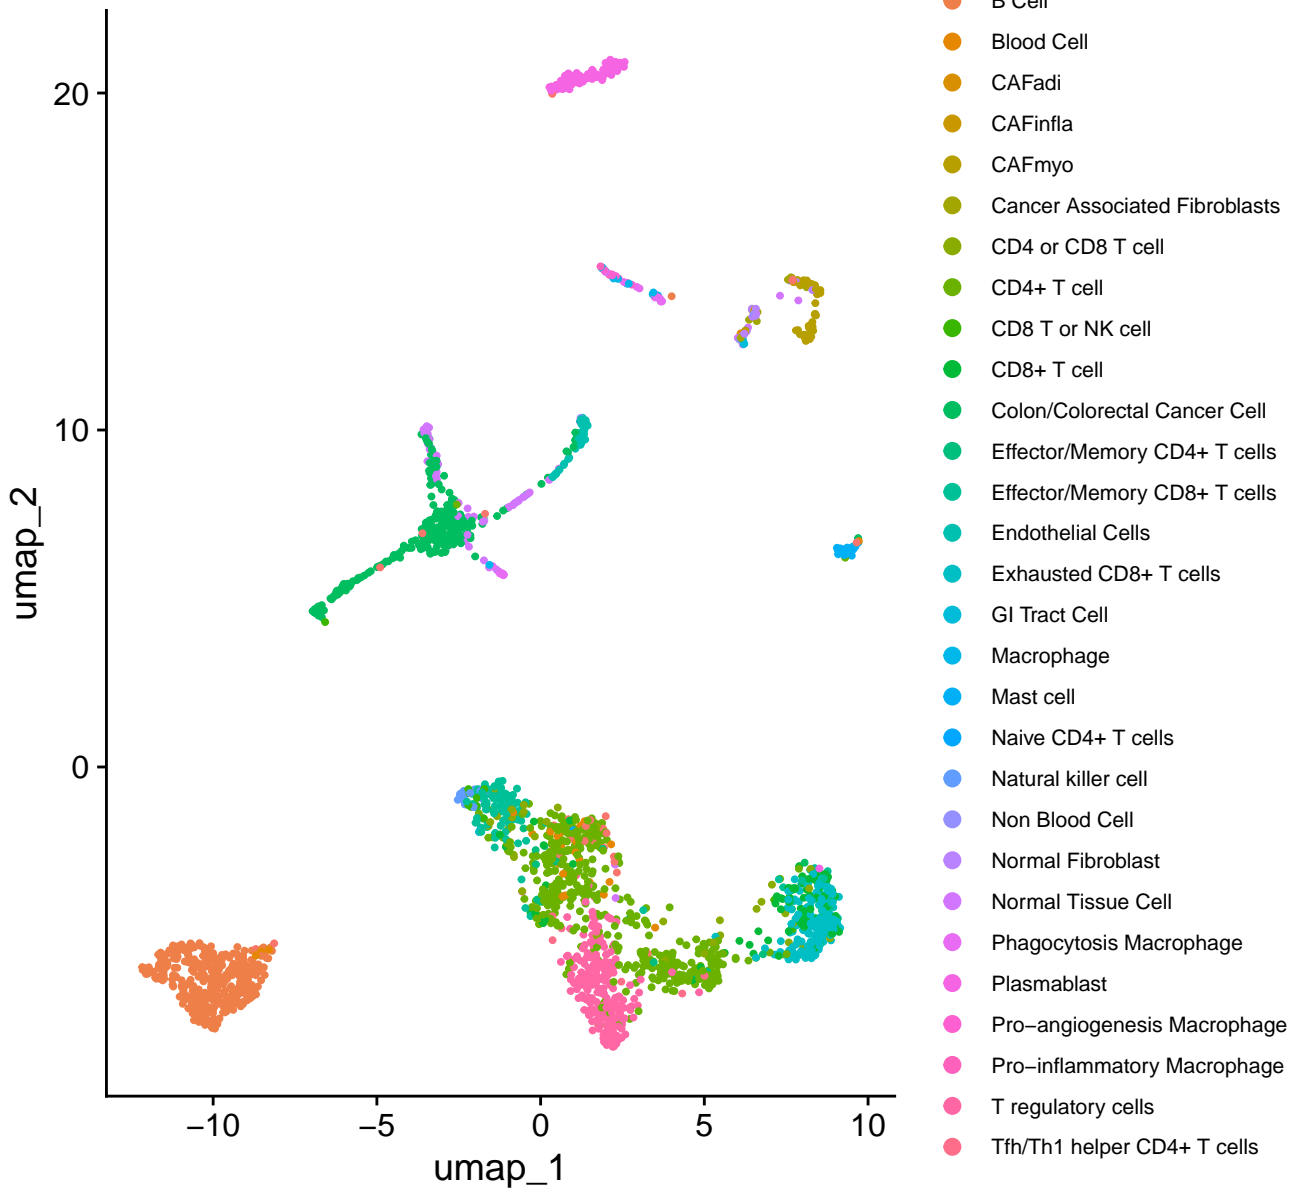 B Cell
Blood Cell
CAFadi
CAFinfla
CAFmyo
Cancer Associated Fibroblasts
CD4 or CD8 T cell
CD4+ T cell
CD8 T or NK cell
CD8+ T cell
Colon/Colorectal Cancer Cell
Effector/Memory CD4+ T cells
Effector/Memory CD8+ T cells
Endothelial Cells
Exhausted CD8+ T cells
GI Tract Cell
Macrophage
Mast cell
Naive CD4+ T cells
Natural killer cell
Non Blood Cell
Normal Fibroblast
Normal Tissue Cell
Phagocytosis Macrophage
Plasmablast
Pro−angiogenesis Macrophage
Pro−inflammatory Macrophage
T regulatory cells
Tfh/Th1 helper CD4+ T cells
20
10
0
umap_2
−10
−5
0
5
10
umap_1